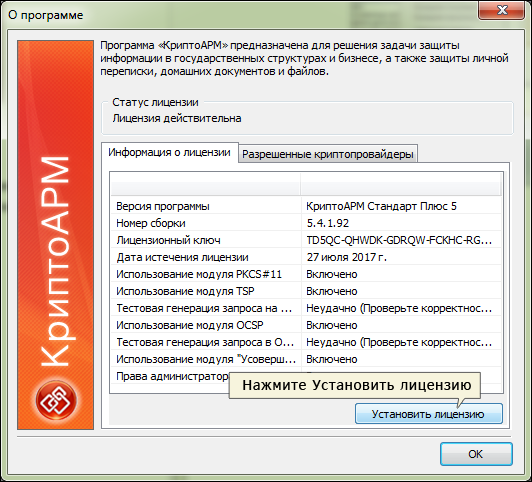 О программе
Программа «КриптоАРМ» предназначена для решения задачи защиты
информации в государственных структурах и бизнесе, а также защиты личной
переписки, домашних документов и файлов.
Статус лицензии
Лицензия действительна
Информация о лицензии Разрешенные криптопровайдеры
Версия программы КриптоАРМ Стандарт Плюс 5
Номер сборки 5.4.1.92
Лицензионный ключ TD5QC-QHWDK-GDRQW-FCKHC-RG...
Дата истечения лицензии 27 июля 2017 г.
Использование модуля PKCS#11 Включено
Использование модуля TSP Включено
Тестовая генерация запроса на ... Неудачно (Проверьте корректнос...
Использование модуля OCSP Включено
Тестовая генерация запроса в O... Неудачно (Проверьте корректнос...
Использование модуля "Усоверш... Включено
Права администратор
Нажмите Установить лицензию
Установить лицензию
OK
КриптоАРМ